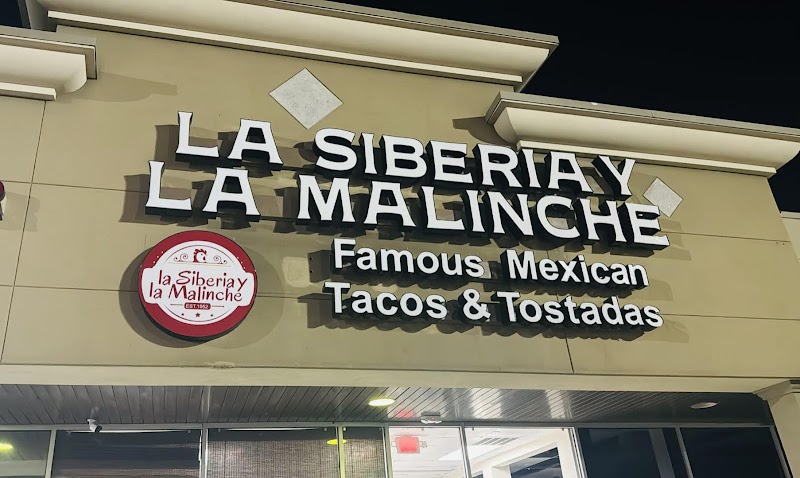 LA SIBERIA Y
LA MALINCHE
Famous Mexican
Tacos & Tostadas
la Siberia Y
la Malinche
EST.1952